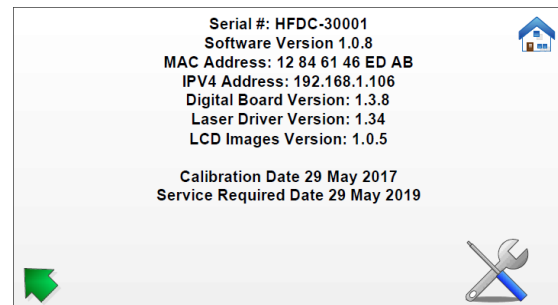 Serial #: HFDC-30001
Software Version 1.0.8
MAC Address: 12 84 61 46 ED AB
IPV4 Address: 192.168.1.106
Digital Board Version: 1.3.8
Laser Driver Version: 1.34
LCD Images Version: 1.0.5
Calibration Date 29 May 2017
Service Required Date 29 May 2019